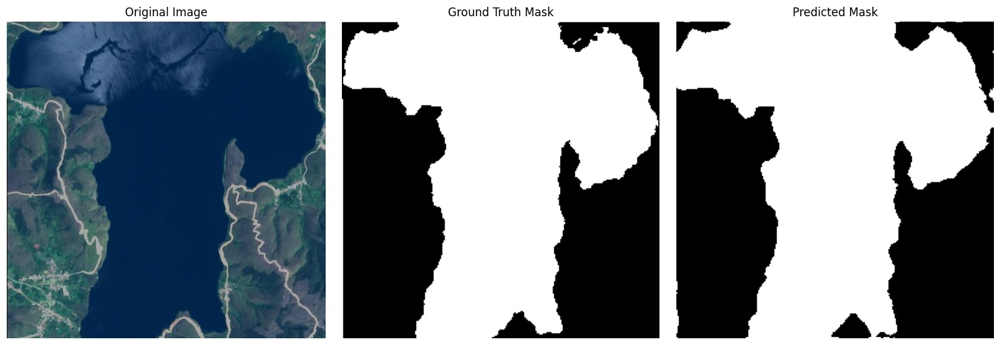 Original Image
Ground Truth Mask
Predicted Mask